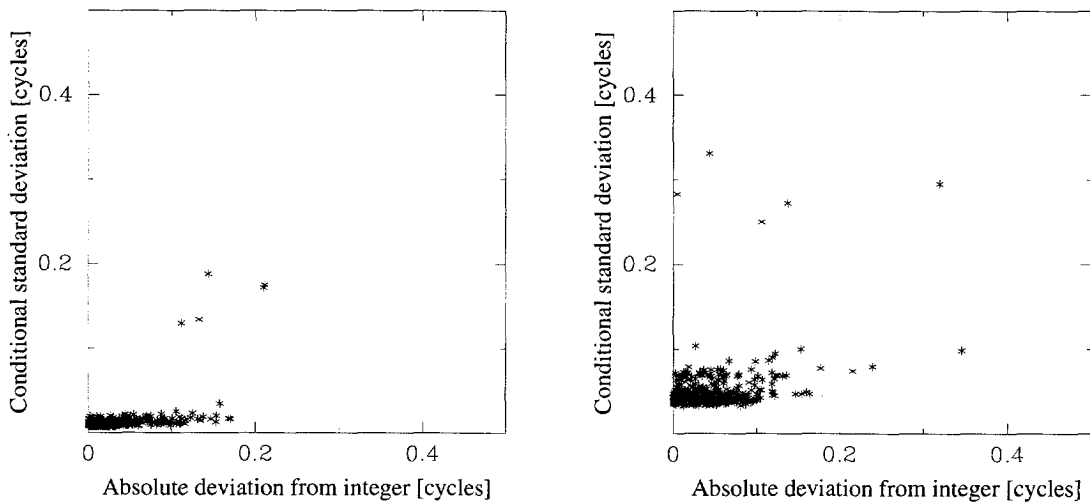 Conditional standard deviation [cycles]
0.4
0.2
0
0.2
0.4
Absolute deviation from integer [cycles]
Conditional standard deviation [cycles]
0.4
0.2
0
0.2
0.4
Absolute deviation from integer [cycles]